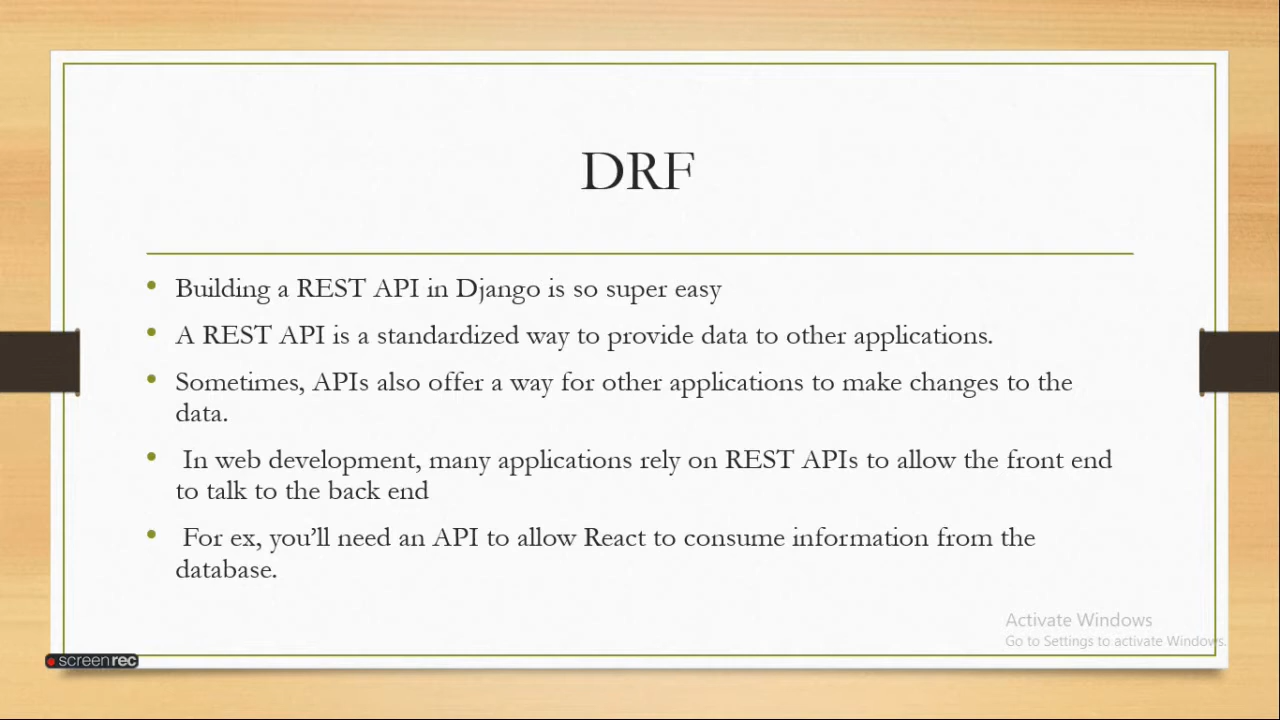 DRF
• Building a REST API in Django is so super easy
• A REST API is a standardized way to provide data to other applications.
• Sometimes, APIs also offer a way for other applications to make changes to the
data.
• In web development, many applications rely on REST APIs to allow the front end
to talk to the back end
• For ex, you’ll need an API to allow React to consume information from the
database.
Activate Windows
Go to Settings to activate Windows.
screenrec